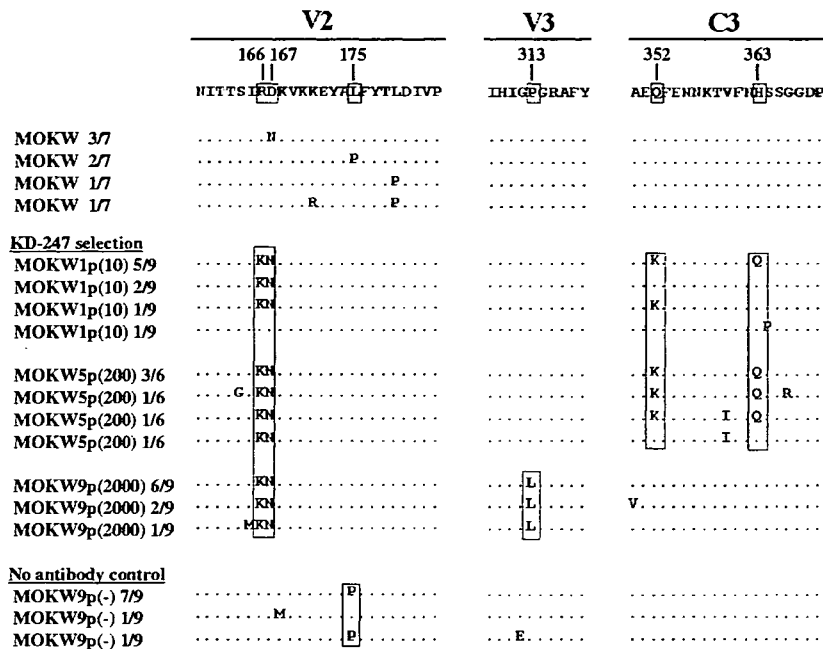 V2 V3 C3
166 167 175 313 352 363
NITTSIRDKVKKEYALFYTLDIVP IHIGPGRAFY AEQFENNKTVFNHSSGGDP
MOKW 3/7 .......N................ .......... ...................
MOKW 2/7 ...............P........ .......... ...................
MOKW 1/7 ...................P.... .......... ...................
MOKW 1/7 ...........R.......P.... .......... ...................
KD-247 selection
MOKW1p(10) 5/9 ......KN................ .......... ..K.........Q......
MOKW1p(10) 2/9 ......KN................ .......... ...................
MOKW1p(10) 1/9 ......KN................ .......... ..K................
MOKW1p(10) 1/9 ........................ .......... .............P.....
MOKW5p(200) 3/6 ......KN................ .......... ..K.........Q......
MOKW5p(200) 1/6 ....G.KN................ .......... ..K.........Q..R...
MOKW5p(200) 1/6 ......KN................ .......... ..K......I..Q......
MOKW5p(200) 1/6 ......KN................ .......... .........I.........
MOKW9p(2000) 6/9 ......KN................ ....L..... ...................
MOKW9p(2000) 2/9 ......KN................ ....L..... V..................
MOKW9p(2000) 1/9 .....MKN................ ....L..... ...................
No antibody control
MOKW9p(-) 7/9 ...............P........ .......... ...................
MOKW9p(-) 1/9 ........M............... .......... ...................
MOKW9p(-) 1/9 ...............P........ ...E...... ...................